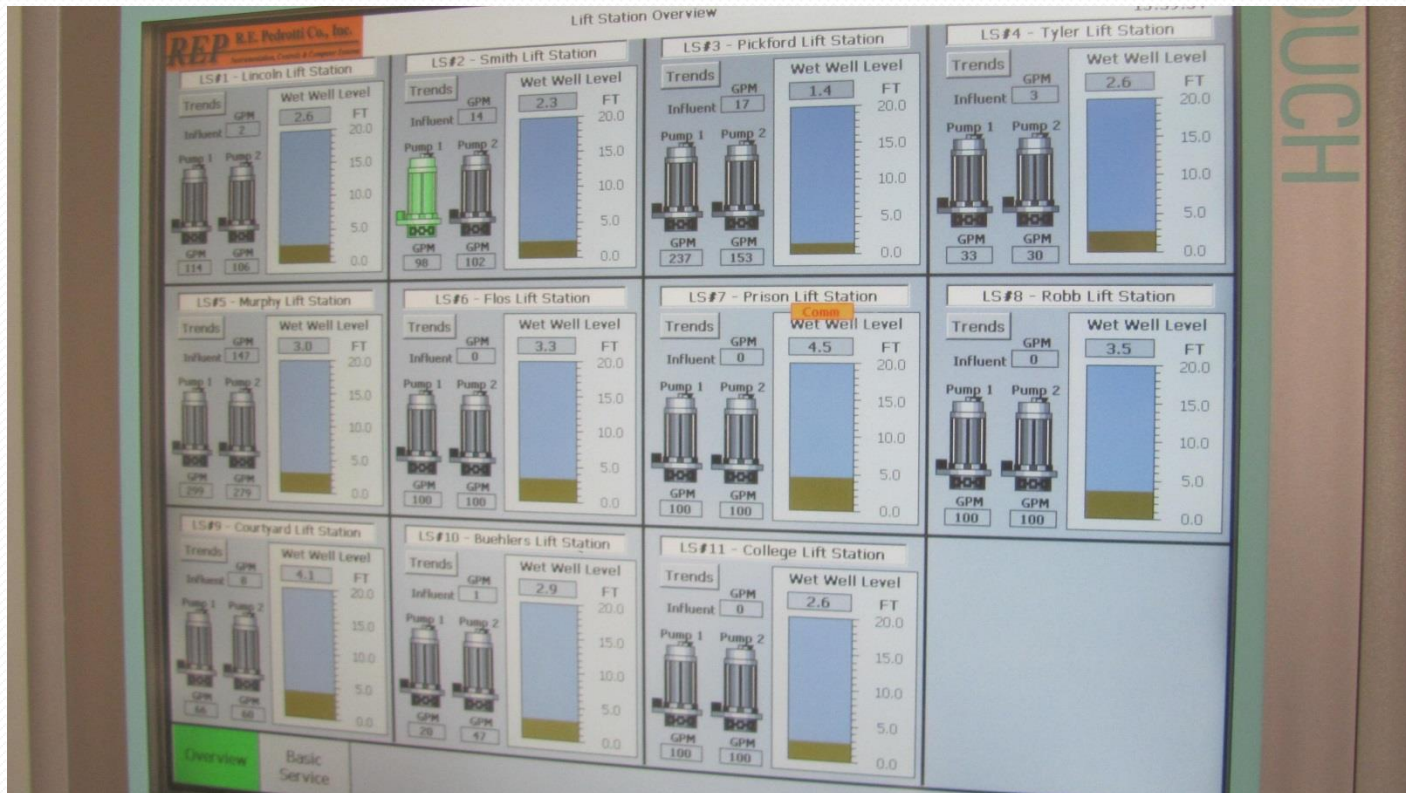 Lift Station Overview
REP R.E. Pedrotti Co., Inc.
OUCH
LS#1 - Lincoln Lift Station
Trends
Wet Well Level
GPM
2.6 FT
Influent 2
20.0
Pump 1 Pump 2
15.0
10.0
5.0
0.0
GPM GPM
114 106
LS#2 - Smith Lift Station
Trends
Wet Well Level
GPM
2.3 FT
Influent 14
20.0
Pump 1 Pump 2
15.0
10.0
5.0
0.0
GPM GPM
98 102
LS#3 - Pickford Lift Station
Trends
Wet Well Level
GPM
1.4 FT
Influent 17
20.0
Pump 1 Pump 2
15.0
10.0
5.0
0.0
GPM GPM
237 153
LS#4 - Tyler Lift Station
Trends
Wet Well Level
GPM
2.6 FT
Influent 3
20.0
Pump 1 Pump 2
15.0
10.0
5.0
0.0
GPM GPM
33 30
LS#5 - Murphy Lift Station
Trends
Wet Well Level
GPM
3.0 FT
Influent 147
20.0
Pump 1 Pump 2
15.0
10.0
5.0
0.0
GPM GPM
299 279
LS#6 - Flos Lift Station
Trends
Wet Well Level
GPM
3.3 FT
Influent 0
20.0
Pump 1 Pump 2
15.0
10.0
5.0
0.0
GPM GPM
100 100
LS#7 - Prison Lift Station
Comm
Trends
Wet Well Level
GPM
4.5 FT
Influent 0
20.0
Pump 1 Pump 2
15.0
10.0
5.0
0.0
GPM GPM
100 100
LS#8 - Robb Lift Station
Trends
Wet Well Level
GPM
3.5 FT
Influent 0
20.0
Pump 1 Pump 2
15.0
10.0
5.0
0.0
GPM GPM
100 100
LS#9 - Courtyard Lift Station
Trends
Wet Well Level
GPM
4.1 FT
Influent
20.0
Pump 1 Pump 2
15.0
10.0
5.0
0.0
GPM GPM
66 60
LS#10 - Buehlers Lift Station
Trends
Wet Well Level
GPM
2.9 FT
Influent 1
20.0
Pump 1 Pump 2
15.0
10.0
5.0
0.0
GPM GPM
20 47
LS#11 - College Lift Station
Trends
Wet Well Level
GPM
2.6 FT
Influent 0
20.0
Pump 1 Pump 2
15.0
10.0
5.0
0.0
GPM GPM
100 100
Overview
Basic
Service